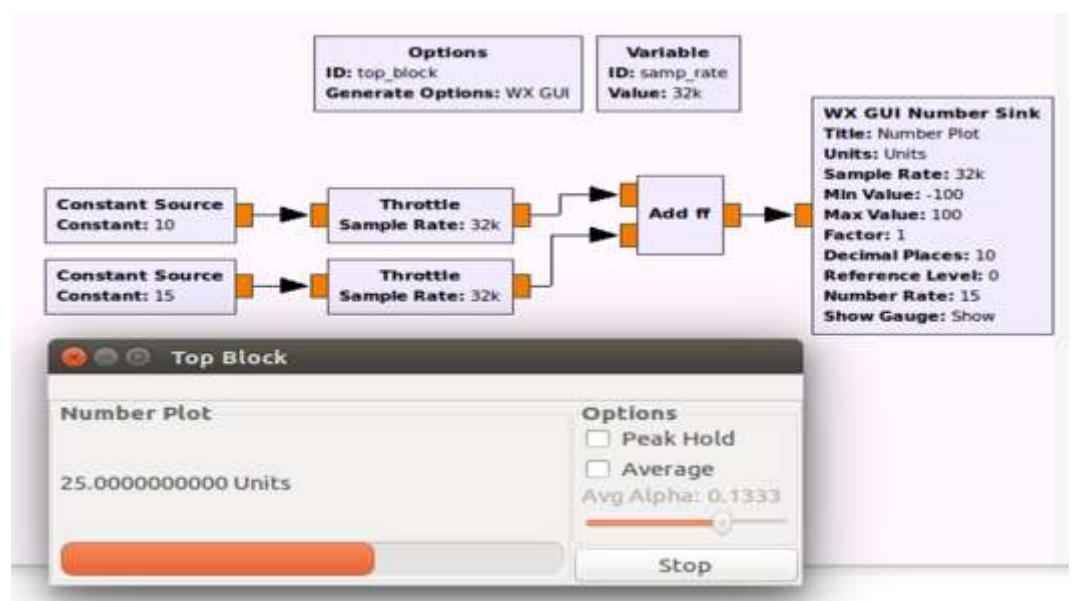 Options
ID: top_block
Generate Options: WX GUI
Variable
ID: samp_rate
Value: 32k
WX GUI Number Sink
Title: Number Plot
Units: Units
Sample Rate: 32k
Min Value: -100
Max Value: 100
Factor: 1
Decimal Places: 10
Reference Level: 0
Number Rate: 15
Show Gauge: Show
Constant Source
Constant: 10
Throttle
Sample Rate: 32k
Add ff
Constant Source
Constant: 15
Throttle
Sample Rate: 32k
Top Block
Number Plot
25.0000000000 Units
Options
Peak Hold
Average
Avg Alpha: 0.1333
Stop